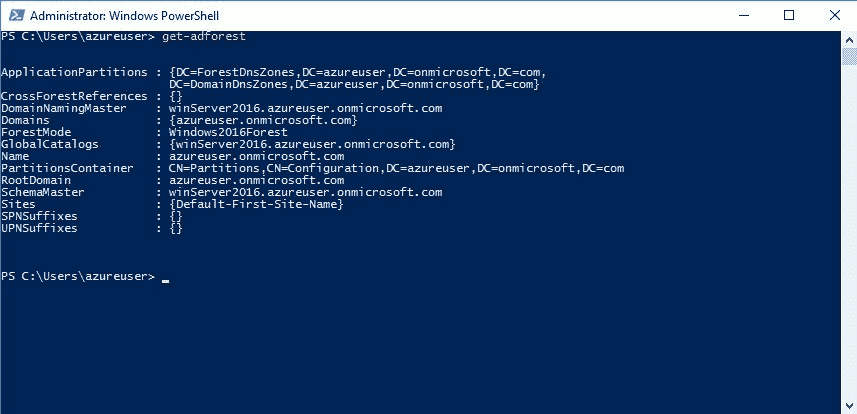 Administrator: Windows PowerShell
PS C:\Users\azureuser> get-adforest
ApplicationPartitions : {DC=ForestDnsZones,DC=azureuser,DC=onmicrosoft,DC=com,
DC=DomainDnsZones,DC=azureuser,DC=onmicrosoft,DC=com}
CrossForestReferences : {}
DomainNamingMaster : winServer2016.azureuser.onmicrosoft.com
Domains : {azureuser.onmicrosoft.com}
ForestMode : Windows2016Forest
GlobalCatalogs : {winServer2016.azureuser.onmicrosoft.com}
Name : azureuser.onmicrosoft.com
PartitionsContainer : CN=Partitions,CN=Configuration,DC=azureuser,DC=onmicrosoft,DC=com
RootDomain : azureuser.onmicrosoft.com
SchemaMaster : winServer2016.azureuser.onmicrosoft.com
Sites : {Default-First-Site-Name}
SPNSuffixes : {}
UPNSuffixes : {}
PS C:\Users\azureuser> _